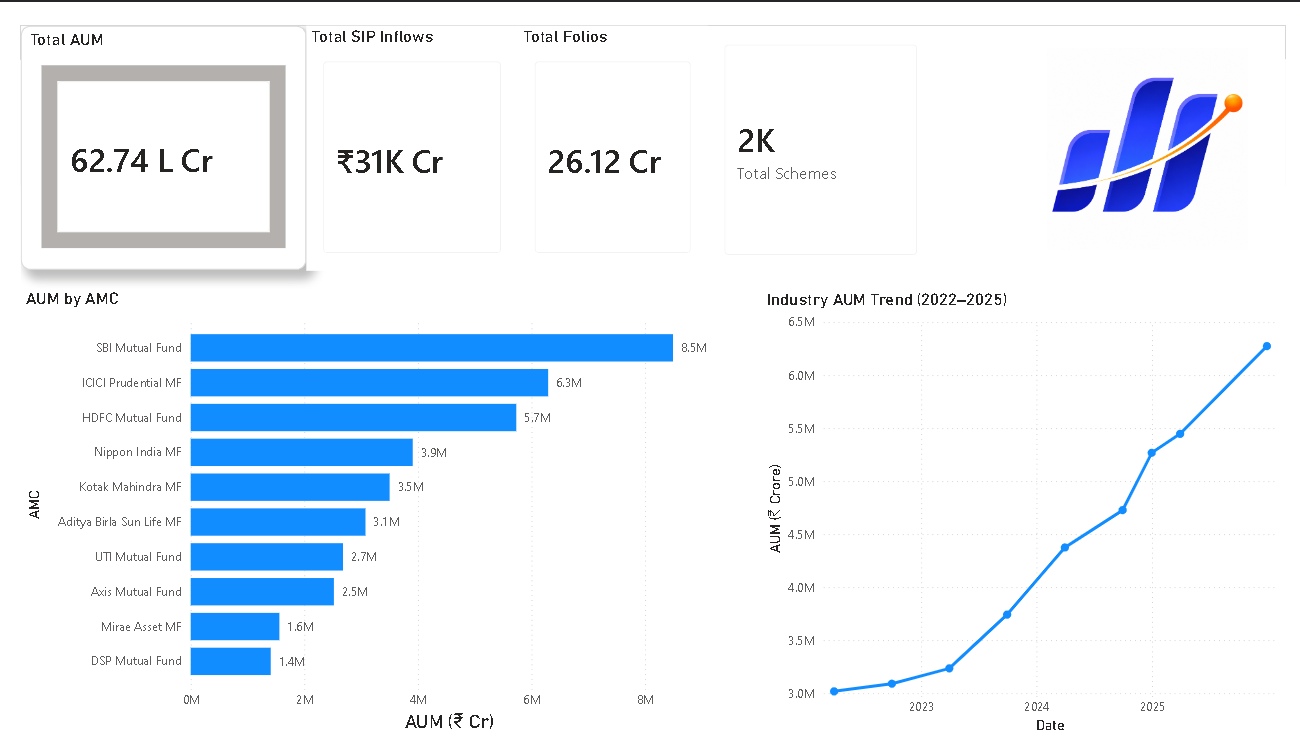 Total AUM
62.74 L Cr
Total SIP Inflows
₹31K Cr
Total Folios
26.12 Cr
2K
Total Schemes
AUM by AMC
AMC
SBI Mutual Fund 8.5M
ICICI Prudential MF 6.3M
HDFC Mutual Fund 5.7M
Nippon India MF 3.9M
Kotak Mahindra MF 3.5M
Aditya Birla Sun Life MF 3.1M
UTI Mutual Fund 2.7M
Axis Mutual Fund 2.5M
Mirae Asset MF 1.6M
DSP Mutual Fund 1.4M
0M 2M 4M 6M 8M
AUM (₹ Cr)
Industry AUM Trend (2022–2025)
AUM (₹ Crore)
6.5M
6.0M
5.5M
5.0M
4.5M
4.0M
3.5M
3.0M
2023 2024 2025
Date